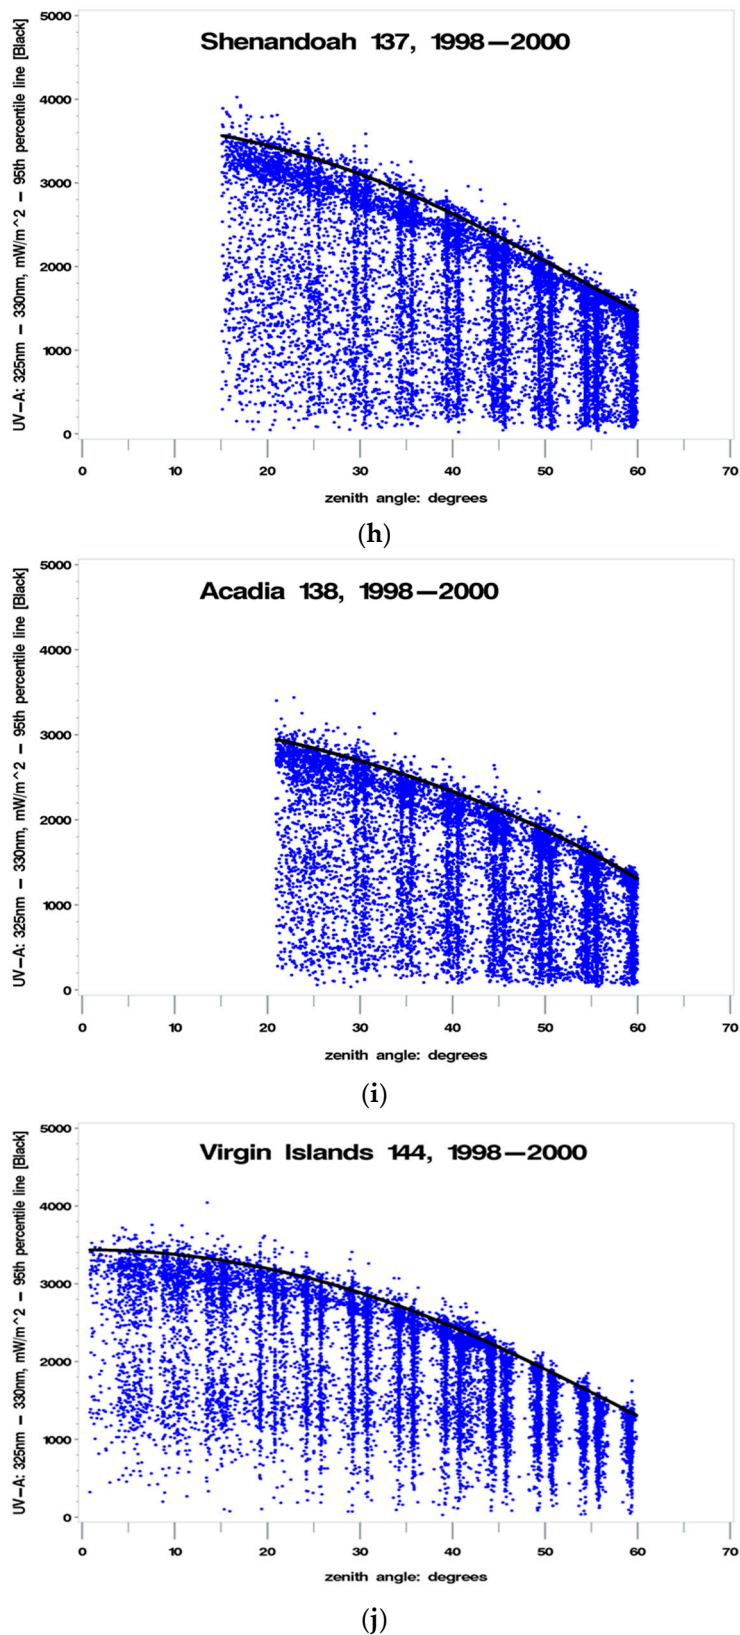 Shenandoah 137, 1998—2000
UV—A: 325nm — 330nm, mW/m^2 — 95th percentile line [Black]
5000
4000
3000
2000
1000
0
0 10 20 30 40 50 60 70
zenith angle: degrees
(h)
Acadia 138, 1998—2000
UV—A: 325nm — 330nm, mW/m^2 — 95th percentile line [Black]
5000
4000
3000
2000
1000
0
0 10 20 30 40 50 60 70
zenith angle: degrees
(i)
Virgin Islands 144, 1998—2000
UV—A: 325nm — 330nm, mW/m^2 — 95th percentile line [Black]
5000
4000
3000
2000
1000
0
0 10 20 30 40 50 60 70
zenith angle: degrees
(j)